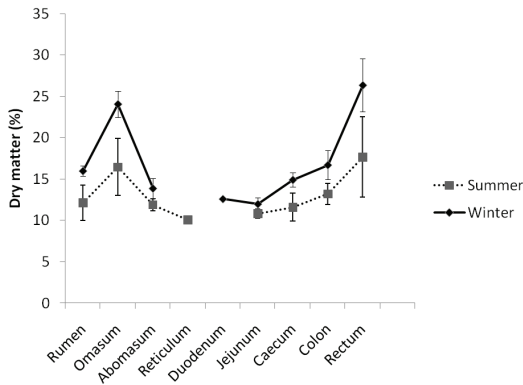 35
30
25
20
15
10
5
0
Dry matter (%)
Rumen
Omasum
Abomasum
Reticulum
Duodenum
Jejunum
Caecum
Colon
Rectum
Summer
Winter